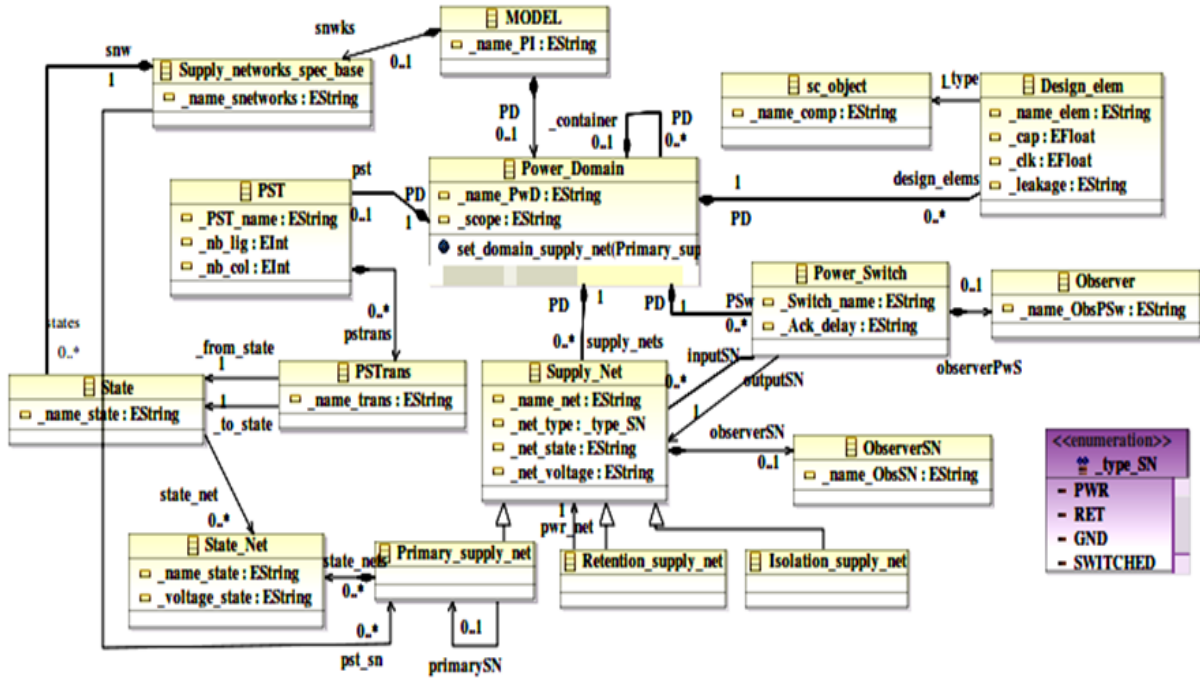 MODEL
_name_PI : EString
snwks
0..1
snw
1
Supply_networks_spec_base
_name_snetworks : EString
PD
0..1
_container
0..1
PD
0..*
sc_object
_name_comp : EString
1
_type
Design_elem
_name_elem : EString
_cap : EFloat
_clk : EFloat
_leakage : EString
design_elems
0..*
1
PD
Power_Domain
_name_PwD : EString
_scope : EString
set_domain_supply_net(Primary_sup
pst
0..1
PD
1
PST
_PST_name : EString
_nb_lig : EInt
_nb_col : EInt
0..*
pstrans
PD
1
0..*
supply_nets
PD
1
PSw
0..*
Power_Switch
_Switch_name : EString
_Ack_delay : EString
0..1
observerPwS
Observer
_name_ObsPSw : EString
states
0..*
State
_name_state : EString
_from_state
1
1
_to_state
PSTrans
_name_trans : EString
Supply_Net
_name_net : EString
_net_type : _type_SN
_net_state : EString
_net_voltage : EString
inputSN
0..*
outputSN
1
observerSN
0..1
ObserverSN
_name_ObsSN : EString
<<enumeration>>
_type_SN
PWR
RET
GND
SWITCHED
state_net
0..*
State_Net
_name_state : EString
_voltage_state : EString
state_nets
0..*
Primary_supply_net
1
pwr_net
Retention_supply_net
Isolation_supply_net
0..*
pst_sn
0..1
primarySN